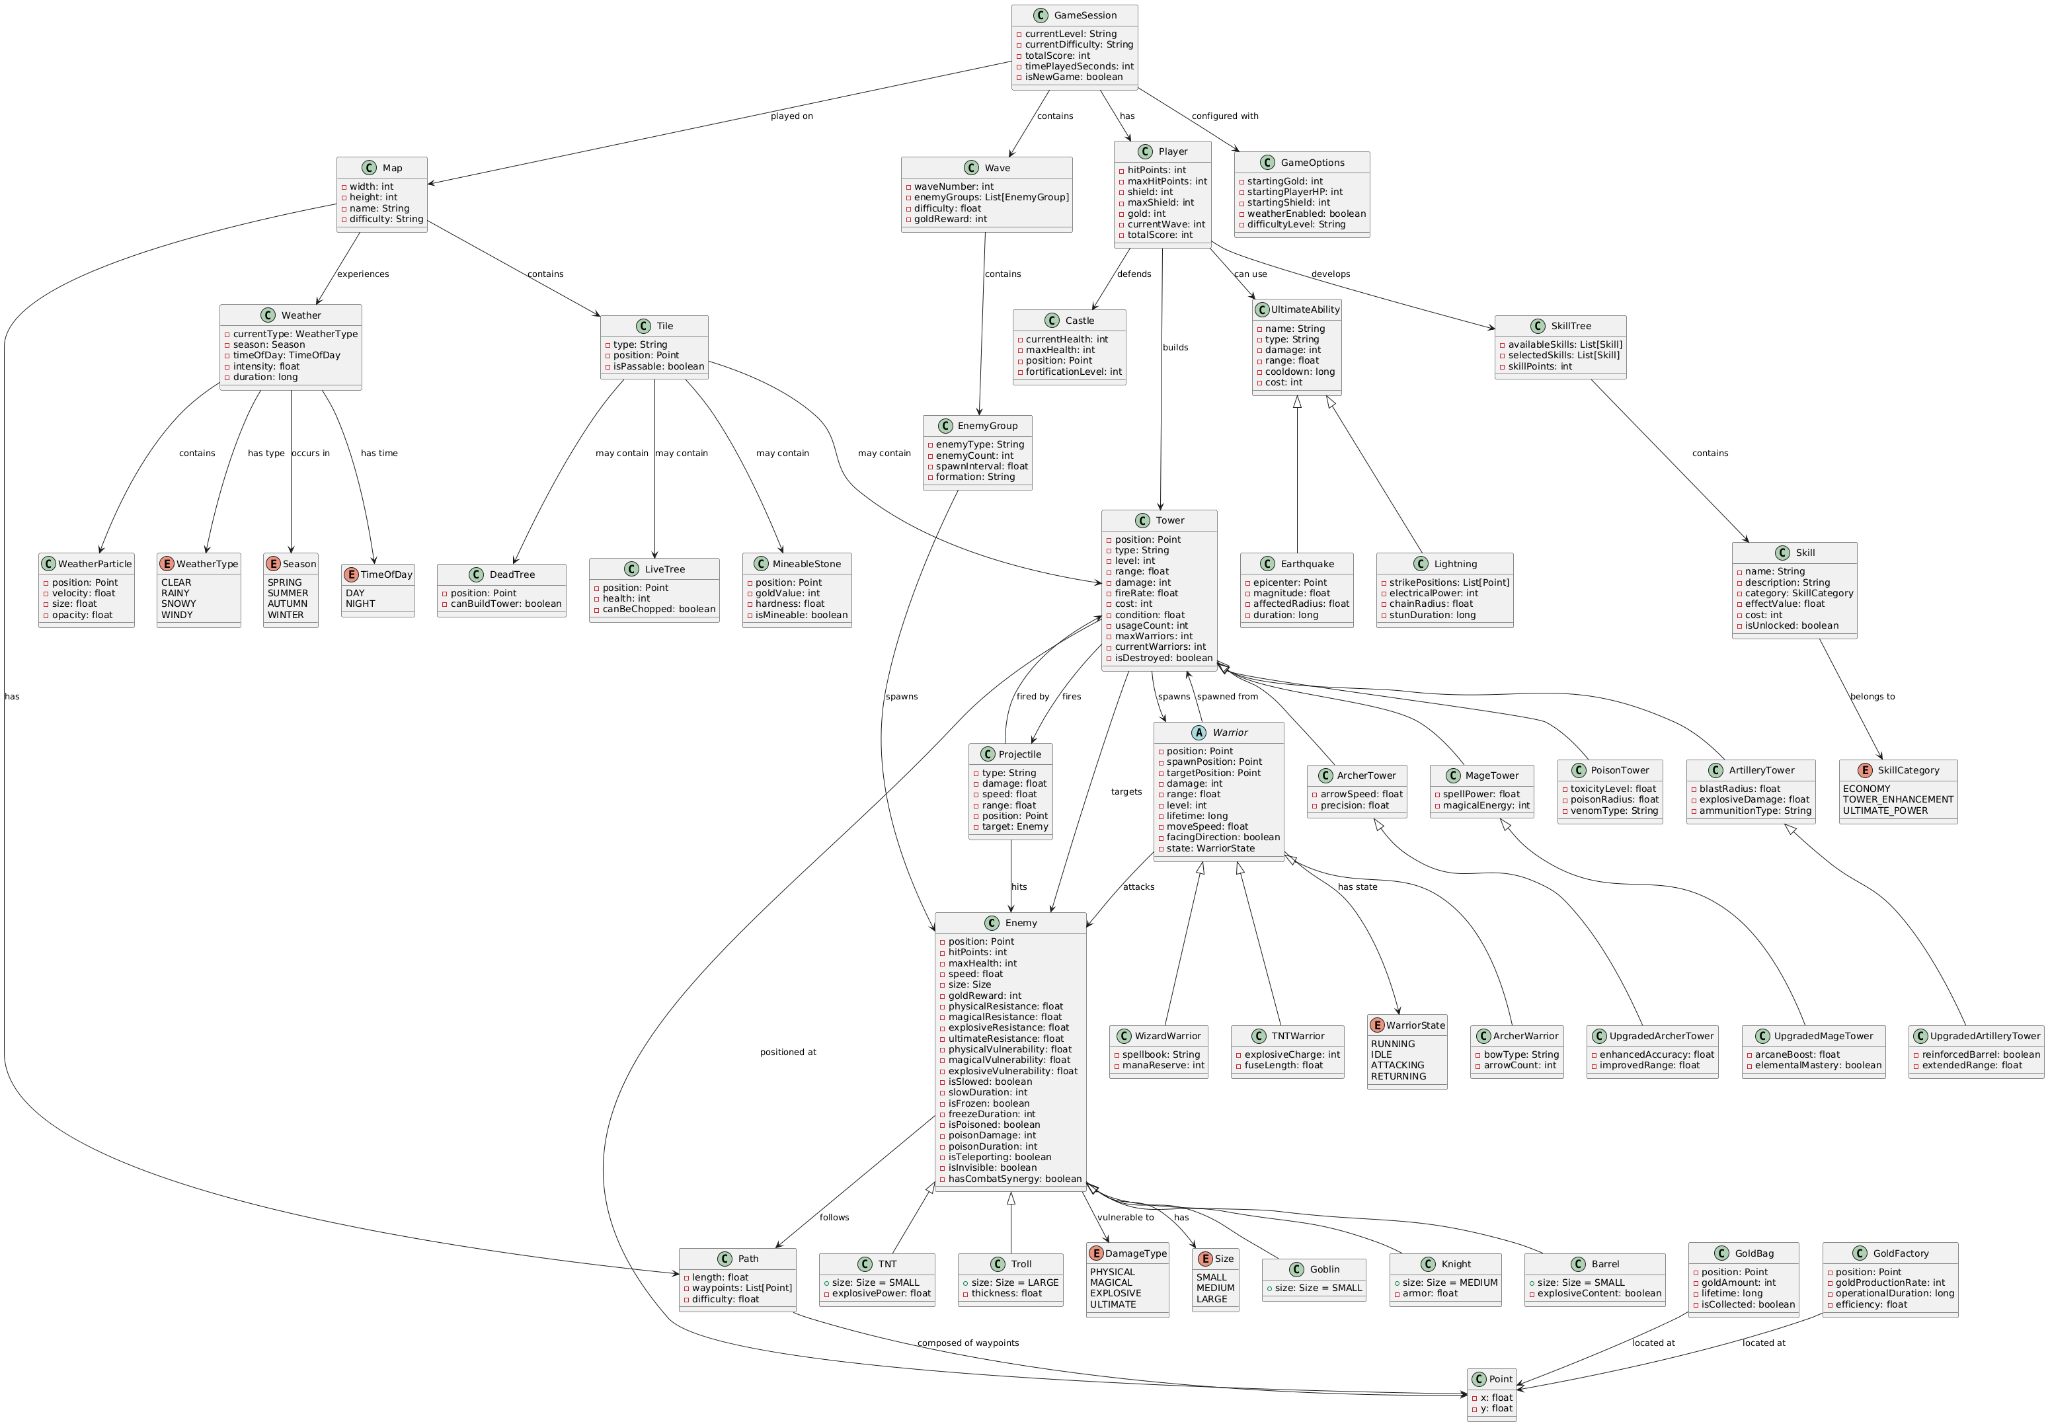 GameSession
currentLevel: String
currentDifficulty: String
totalScore: int
timePlayedSeconds: int
isNewGame: boolean
played on
contains
has
configured with
Map
width: int
height: int
name: String
difficulty: String
Wave
waveNumber: int
enemyGroups: List[EnemyGroup]
difficulty: float
goldReward: int
Player
hitPoints: int
maxHitPoints: int
shield: int
maxShield: int
gold: int
currentWave: int
totalScore: int
GameOptions
startingGold: int
startingPlayerHP: int
startingShield: int
weatherEnabled: boolean
difficultyLevel: String
experiences
contains
contains
defends
builds
can use
develops
Weather
currentType: WeatherType
season: Season
timeOfDay: TimeOfDay
intensity: float
duration: long
Tile
type: String
position: Point
isPassable: boolean
Castle
currentHealth: int
maxHealth: int
position: Point
fortificationLevel: int
UltimateAbility
name: String
type: String
damage: int
range: float
cooldown: long
cost: int
SkillTree
availableSkills: List[Skill]
selectedSkills: List[Skill]
skillPoints: int
EnemyGroup
enemyType: String
enemyCount: int
spawnInterval: float
formation: String
contains
has type
occurs in
has time
may contain
may contain
may contain
may contain
contains
WeatherParticle
position: Point
velocity: float
size: float
opacity: float
WeatherType
CLEAR
RAINY
SNOWY
WINDY
Season
SPRING
SUMMER
AUTUMN
WINTER
TimeOfDay
DAY
NIGHT
DeadTree
position: Point
canBuildTower: boolean
LiveTree
position: Point
health: int
canBeChopped: boolean
MineableStone
position: Point
goldValue: int
hardness: float
isMineable: boolean
Tower
position: Point
type: String
level: int
range: float
damage: int
fireRate: float
cost: int
condition: float
usageCount: int
maxWarriors: int
currentWarriors: int
isDestroyed: boolean
Earthquake
epicenter: Point
magnitude: float
affectedRadius: float
duration: long
Lightning
strikePositions: List[Point]
electricalPower: int
chainRadius: float
stunDuration: long
Skill
name: String
description: String
category: SkillCategory
effectValue: float
cost: int
isUnlocked: boolean
has
spawns
fired by
fires
spawns
spawned from
belongs to
Projectile
type: String
damage: float
speed: float
range: float
position: Point
target: Enemy
targets
Warrior
position: Point
spawnPosition: Point
targetPosition: Point
damage: int
range: float
level: int
lifetime: long
moveSpeed: float
facingDirection: boolean
state: WarriorState
ArcherTower
arrowSpeed: float
precision: float
MageTower
spellPower: float
magicalEnergy: int
PoisonTower
toxicityLevel: float
poisonRadius: float
venomType: String
ArtilleryTower
blastRadius: float
explosiveDamage: float
ammunitionType: String
SkillCategory
ECONOMY
TOWER_ENHANCEMENT
ULTIMATE_POWER
hits
attacks
has state
Enemy
position: Point
hitPoints: int
maxHealth: int
speed: float
size: Size
goldReward: int
physicalResistance: float
magicalResistance: float
explosiveResistance: float
ultimateResistance: float
physicalVulnerability: float
magicalVulnerability: float
explosiveVulnerability: float
isSlowed: boolean
slowDuration: int
isFrozen: boolean
freezeDuration: int
isPoisoned: boolean
poisonDamage: int
poisonDuration: int
isTeleporting: boolean
isInvisible: boolean
hasCombatSynergy: boolean
positioned at
WizardWarrior
spellbook: String
manaReserve: int
TNTWarrior
explosiveCharge: int
fuseLength: float
WarriorState
RUNNING
IDLE
ATTACKING
RETURNING
ArcherWarrior
bowType: String
arrowCount: int
UpgradedArcherTower
enhancedAccuracy: float
improvedRange: float
UpgradedMageTower
arcaneBoost: float
elementalMastery: boolean
UpgradedArtilleryTower
reinforcedBarrel: boolean
extendedRange: float
follows
vulnerable to
has
Path
length: float
waypoints: List[Point]
difficulty: float
TNT
size: Size = SMALL
explosivePower: float
Troll
size: Size = LARGE
thickness: float
DamageType
PHYSICAL
MAGICAL
EXPLOSIVE
ULTIMATE
Size
SMALL
MEDIUM
LARGE
Goblin
size: Size = SMALL
Knight
size: Size = MEDIUM
armor: float
Barrel
size: Size = SMALL
explosiveContent: boolean
GoldBag
position: Point
goldAmount: int
lifetime: long
isCollected: boolean
GoldFactory
position: Point
goldProductionRate: int
operationalDuration: long
efficiency: float
composed of waypoints
located at
located at
Point
x: float
y: float